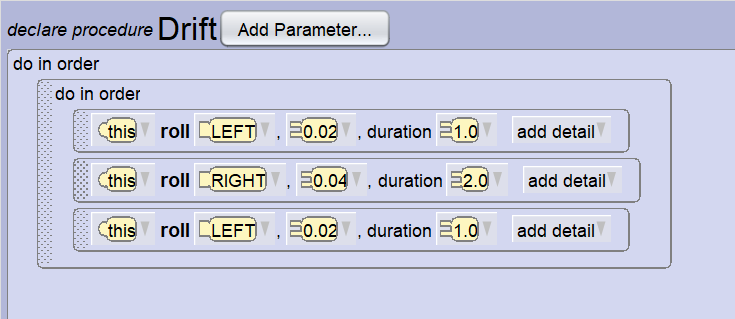 declare procedure Drift Add Parameter...
do in order
do in order
this roll LEFT , 0.02 , duration 1.0 add detail
this roll RIGHT , 0.04 , duration 2.0 add detail
this roll LEFT , 0.02 , duration 1.0 add detail